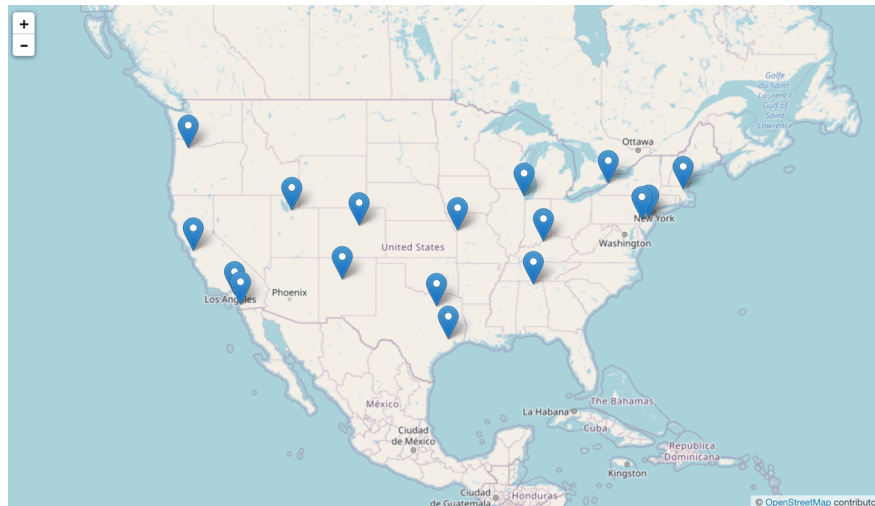 +
−
Golfe
du Saint
Laurent /
Gulf of
Saint
Lawrence
Ottawa
New York
Washington
United States
Los Angeles
Phoenix
México
Ciudad
de México
La Habana
The Bahamas
Cuba
República
Dominicana
Kingston
Ciudad
de Guatemala
Honduras
© OpenStreetMap contributo